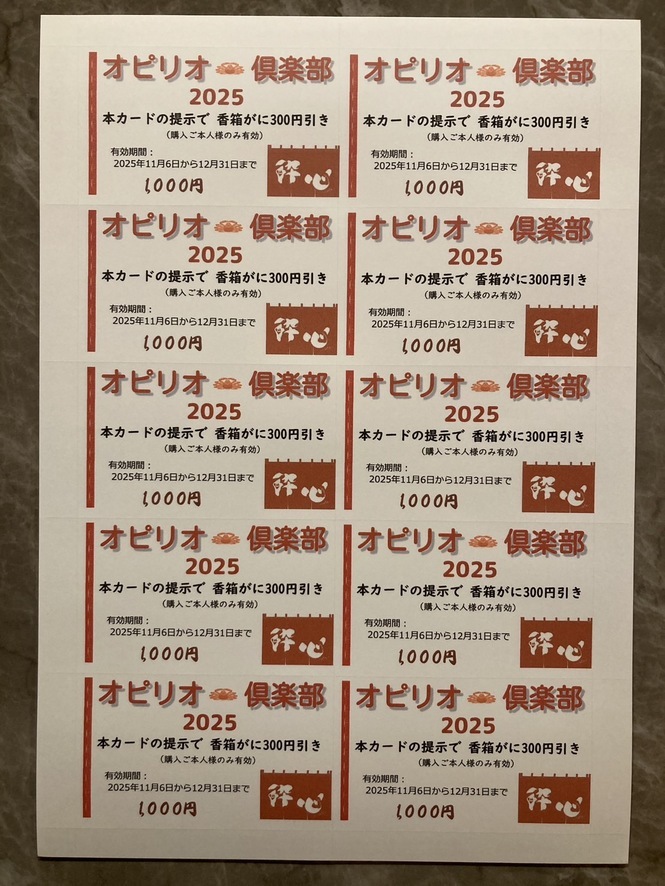 オピリオ倶楽部
2025
本カードの提示で 香箱がに300円引き
(購入ご本人様のみ有効)
有効期間：
2025年11月6日から12月31日まで
1,000円
酔心
オピリオ倶楽部
2025
本カードの提示で 香箱がに300円引き
(購入ご本人様のみ有効)
有効期間：
2025年11月6日から12月31日まで
1,000円
酔心
オピリオ倶楽部
2025
本カードの提示で 香箱がに300円引き
(購入ご本人様のみ有効)
有効期間：
2025年11月6日から12月31日まで
1,000円
酔心
オピリオ倶楽部
2025
本カードの提示で 香箱がに300円引き
(購入ご本人様のみ有効)
有効期間：
2025年11月6日から12月31日まで
1,000円
酔心
オピリオ倶楽部
2025
本カードの提示で 香箱がに300円引き
(購入ご本人様のみ有効)
有効期間：
2025年11月6日から12月31日まで
1,000円
酔心
オピリオ倶楽部
2025
本カードの提示で 香箱がに300円引き
(購入ご本人様のみ有効)
有効期間：
2025年11月6日から12月31日まで
1,000円
酔心
オピリオ倶楽部
2025
本カードの提示で 香箱がに300円引き
(購入ご本人様のみ有効)
有効期間：
2025年11月6日から12月31日まで
1,000円
酔心
オピリオ倶楽部
2025
本カードの提示で 香箱がに300円引き
(購入ご本人様のみ有効)
有効期間：
2025年11月6日から12月31日まで
1,000円
酔心
オピリオ倶楽部
2025
本カードの提示で 香箱がに300円引き
(購入ご本人様のみ有効)
有効期間：
2025年11月6日から12月31日まで
1,000円
酔心
オピリオ倶楽部
2025
本カードの提示で 香箱がに300円引き
(購入ご本人様のみ有効)
有効期間：
2025年11月6日から12月31日まで
1,000円
酔心